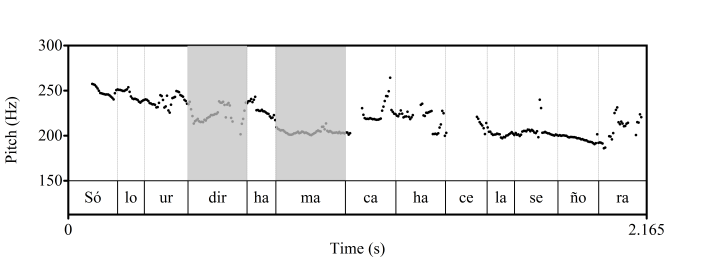 300
250
200
150
Pitch (Hz)
Só lo ur dir ha ma ca ha ce la se ño ra
0 2.165
Time (s)